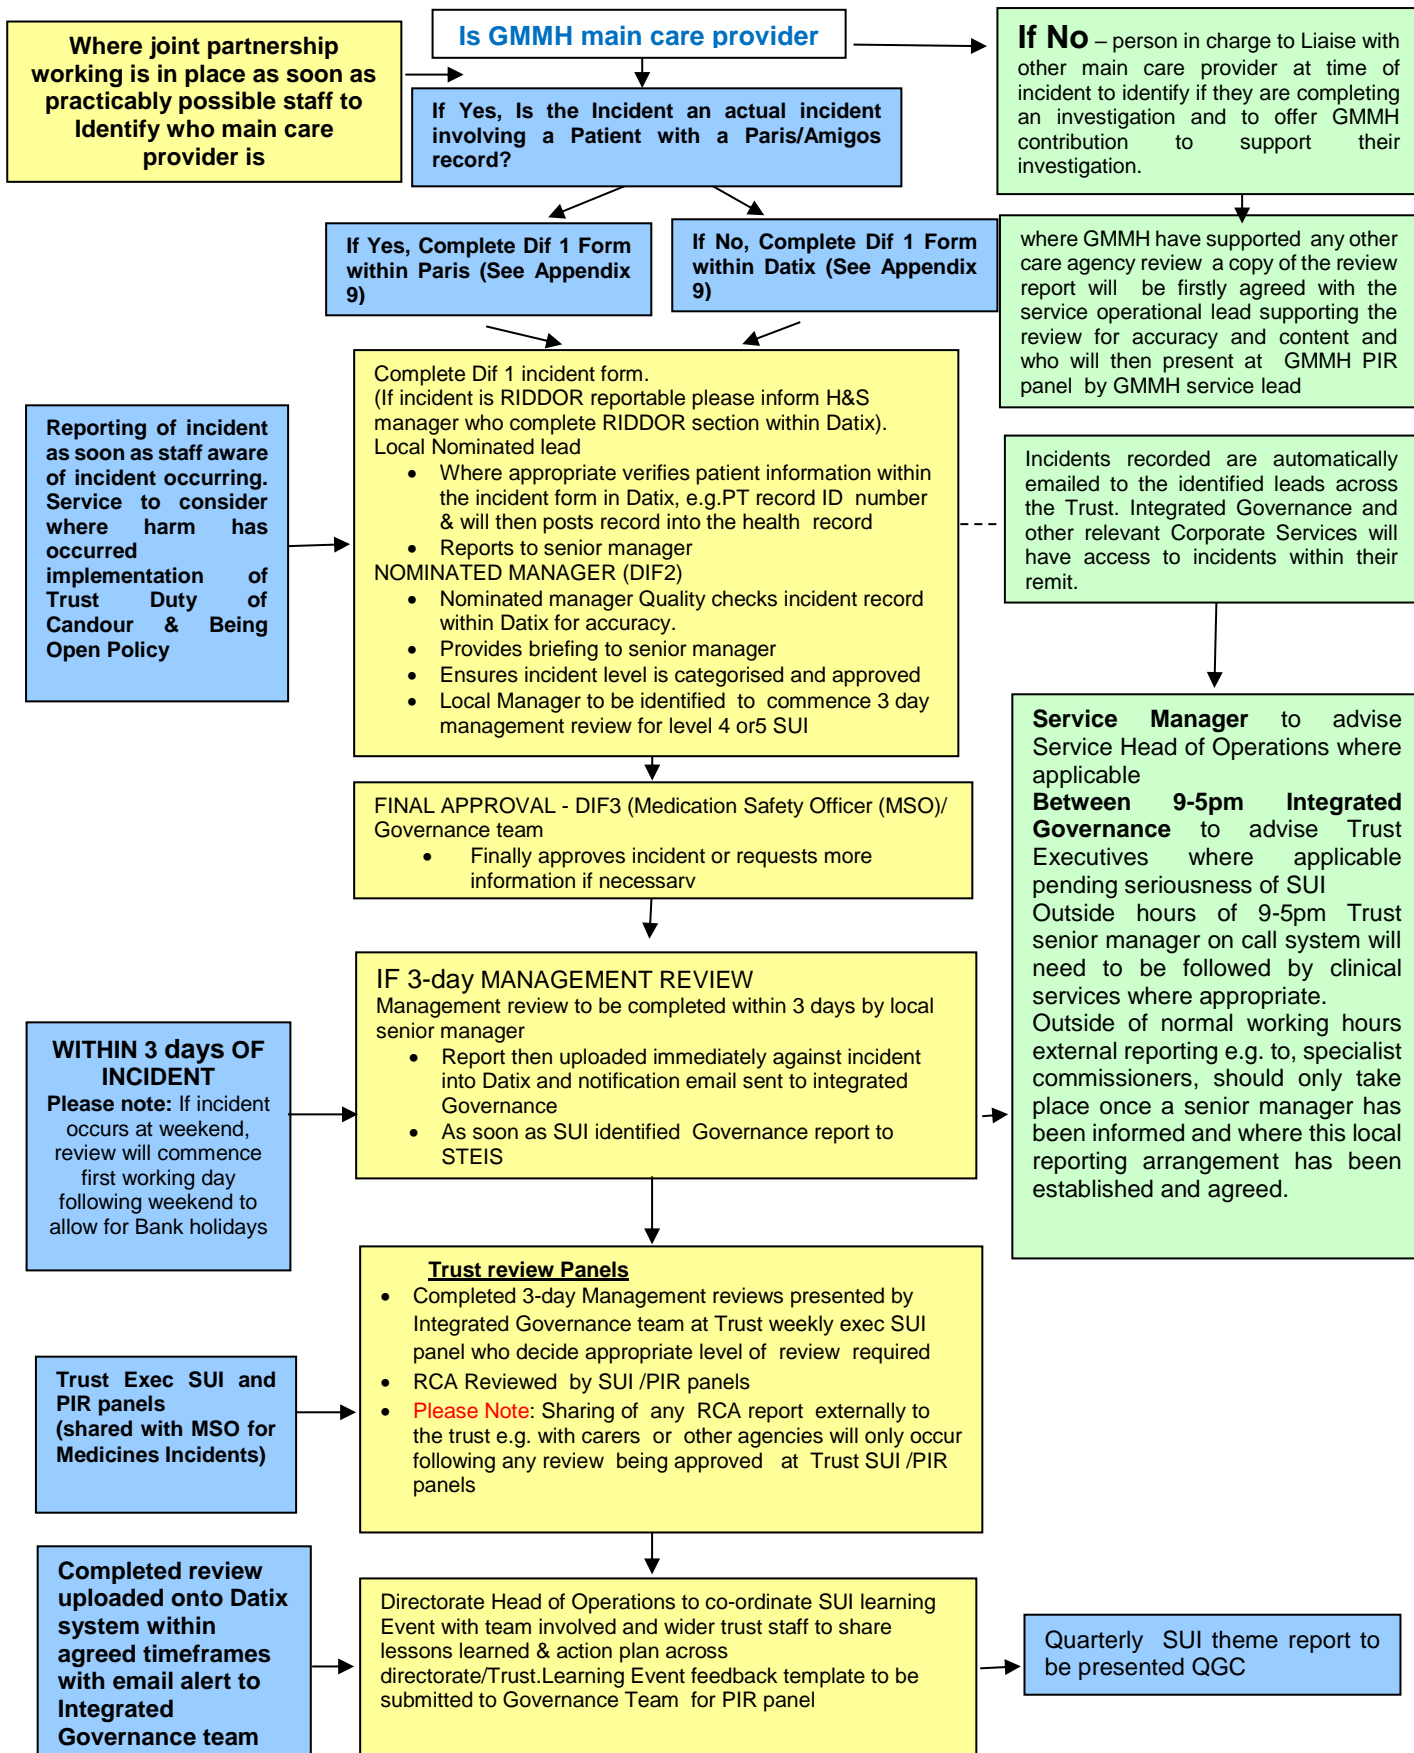 Where joint partnership
working is in place as soon as
practicably possible staff to
Identify who main care
provider is
Is GMMH main care provider
If No – person in charge to Liaise with
other main care provider at time of
incident to identify if they are completing
an investigation and to offer GMMH
contribution to support their
investigation.
If Yes, Is the Incident an actual incident
involving a Patient with a Paris/Amigos
record?
If Yes, Complete Dif 1 Form
within Paris (See Appendix
9)
If No, Complete Dif 1 Form
within Datix (See Appendix
9)
where GMMH have supported any other
care agency review a copy of the review
report will be firstly agreed with the
service operational lead supporting the
review for accuracy and content and
who will then present at GMMH PIR
panel by GMMH service lead
Reporting of incident
as soon as staff aware
of incident occurring.
Service to consider
where harm has
occurred
implementation of
Trust Duty of
Candour & Being
Open Policy
Complete Dif 1 incident form.
(If incident is RIDDOR reportable please inform H&S
manager who complete RIDDOR section within Datix).
Local Nominated lead
• Where appropriate verifies patient information within
the incident form in Datix, e.g.PT record ID number
& will then posts record into the health record
• Reports to senior manager
NOMINATED MANAGER (DIF2)
• Nominated manager Quality checks incident record
within Datix for accuracy.
• Provides briefing to senior manager
• Ensures incident level is categorised and approved
• Local Manager to be identified to commence 3 day
management review for level 4 or5 SUI
Incidents recorded are automatically
emailed to the identified leads across
the Trust. Integrated Governance and
other relevant Corporate Services will
have access to incidents within their
remit.
FINAL APPROVAL - DIF3 (Medication Safety Officer (MSO)/
Governance team
• Finally approves incident or requests more
information if necessary
Service Manager to advise
Service Head of Operations where
applicable
Between 9-5pm Integrated
Governance to advise Trust
Executives where applicable
pending seriousness of SUI
Outside hours of 9-5pm Trust
senior manager on call system will
need to be followed by clinical
services where appropriate.
Outside of normal working hours
external reporting e.g. to, specialist
commissioners, should only take
place once a senior manager has
been informed and where this local
reporting arrangement has been
established and agreed.
WITHIN 3 days OF
INCIDENT
Please note: If incident
occurs at weekend,
review will commence
first working day
following weekend to
allow for Bank holidays
IF 3-day MANAGEMENT REVIEW
Management review to be completed within 3 days by local
senior manager
• Report then uploaded immediately against incident
into Datix and notification email sent to integrated
Governance
• As soon as SUI identified Governance report to
STEIS
Trust Exec SUI and
PIR panels
(shared with MSO for
Medicines Incidents)
Trust review Panels
• Completed 3-day Management reviews presented by
Integrated Governance team at Trust weekly exec SUI
panel who decide appropriate level of review required
• RCA Reviewed by SUI /PIR panels
• Please Note: Sharing of any RCA report externally to
the trust e.g. with carers or other agencies will only occur
following any review being approved at Trust SUI /PIR
panels
Completed review
uploaded onto Datix
system within
agreed timeframes
with email alert to
Integrated
Governance team
Directorate Head of Operations to co-ordinate SUI learning
Event with team involved and wider trust staff to share
lessons learned & action plan across
directorate/Trust.Learning Event feedback template to be
submitted to Governance Team for PIR panel
Quarterly SUI theme report to
be presented QGC